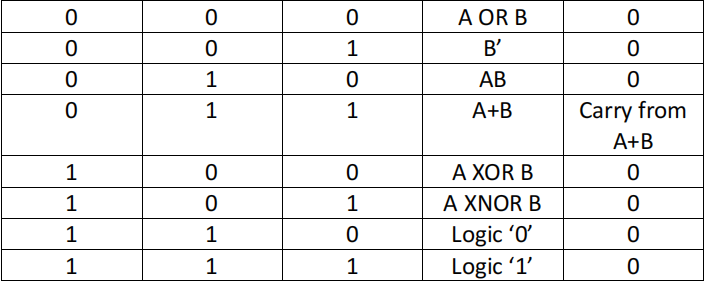 0 0 0 A OR B 0
0 0 1 B’ 0
0 1 0 AB 0
0 1 1 A+B Carry from
A+B
1 0 0 A XOR B 0
1 0 1 A XNOR B 0
1 1 0 Logic ‘0’ 0
1 1 1 Logic ‘1’ 0